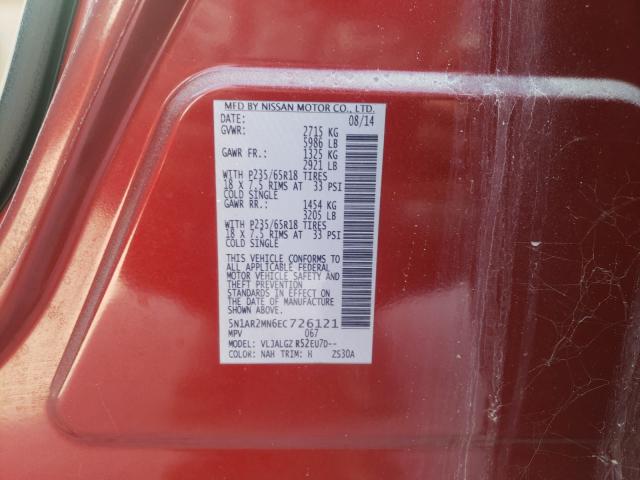 MFD BY NISSAN MOTOR CO., LTD.
DATE: 08/14
GVWR: 2715 KG
5986 LB
GAWR FR.: 1325 KG
2921 LB
WITH P235/65R18 TIRES
18 X 7.5 RIMS AT 33 PSI
COLD SINGLE
GAWR RR.: 1454 KG
3205 LB
WITH P235/65R18 TIRES
18 X 7.5 RIMS AT 33 PSI
COLD SINGLE
THIS VEHICLE CONFORMS TO
ALL APPLICABLE FEDERAL
MOTOR VEHICLE SAFETY AND
THEFT PREVENTION
STANDARDS IN EFFECT ON
THE DATE OF MANUFACTURE
SHOWN ABOVE.
5N1AR2MN6EC726121
MPV 067
MODEL: VLJALGZ R52EU7D--
COLOR: NAH TRIM: H ZS30A